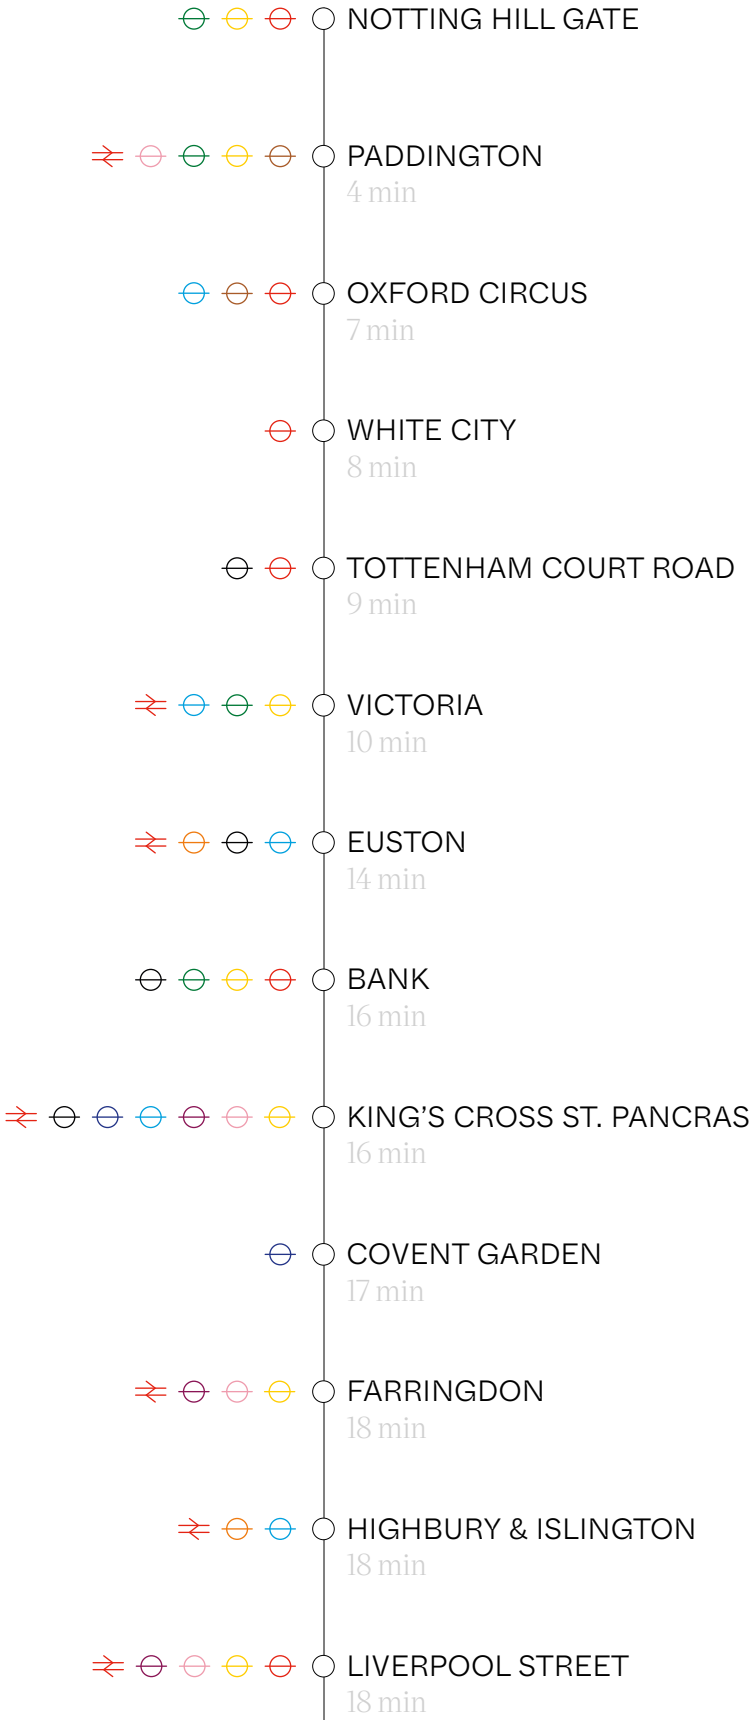 NOTTING HILL GATE
PADDINGTON
4 min
OXFORD CIRCUS
7 min
WHITE CITY
8 min
TOTTENHAM COURT ROAD
9 min
VICTORIA
10 min
EUSTON
14 min
BANK
16 min
KING’S CROSS ST. PANCRAS
16 min
COVENT GARDEN
17 min
FARRINGDON
18 min
HIGHBURY & ISLINGTON
18 min
LIVERPOOL STREET
18 min